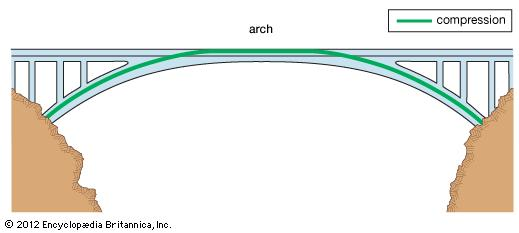 compression
arch
© 2012 Encyclopædia Britannica, Inc.